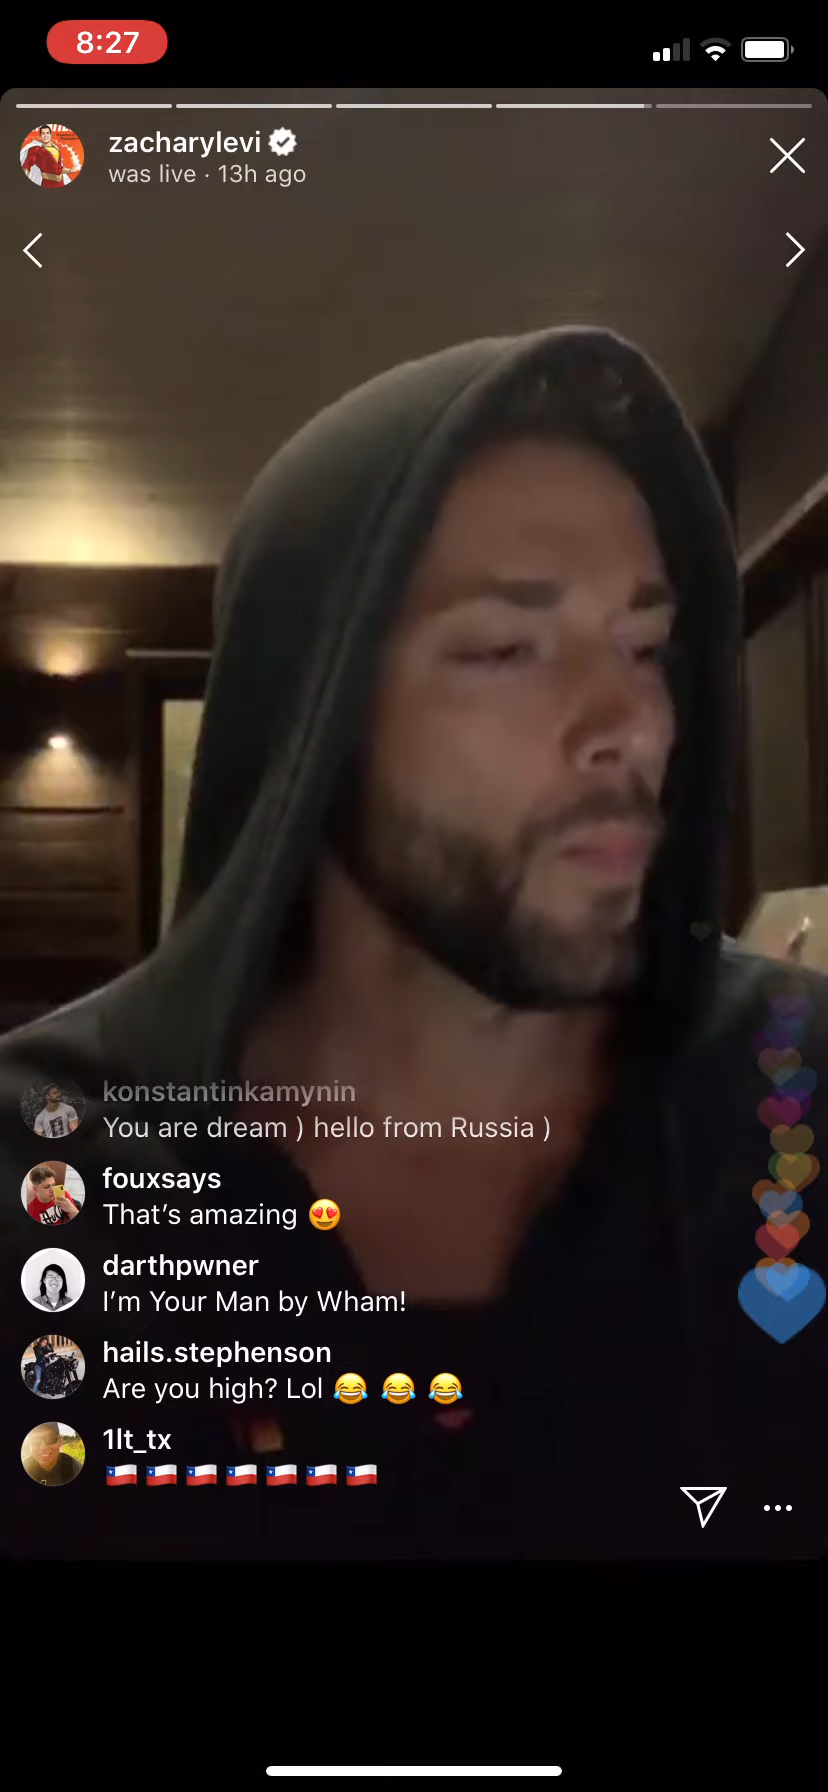 8:27
zacharylevi
was live · 13h ago
konstantinkamynin
You are dream ) hello from Russia )
fouxsays
That's amazing 😍
darthpwner
I'm Your Man by Wham!
hails.stephenson
Are you high? Lol 😂 😂 😂
1lt_tx
🇨🇱 🇨🇱 🇨🇱 🇨🇱 🇨🇱 🇨🇱 🇨🇱